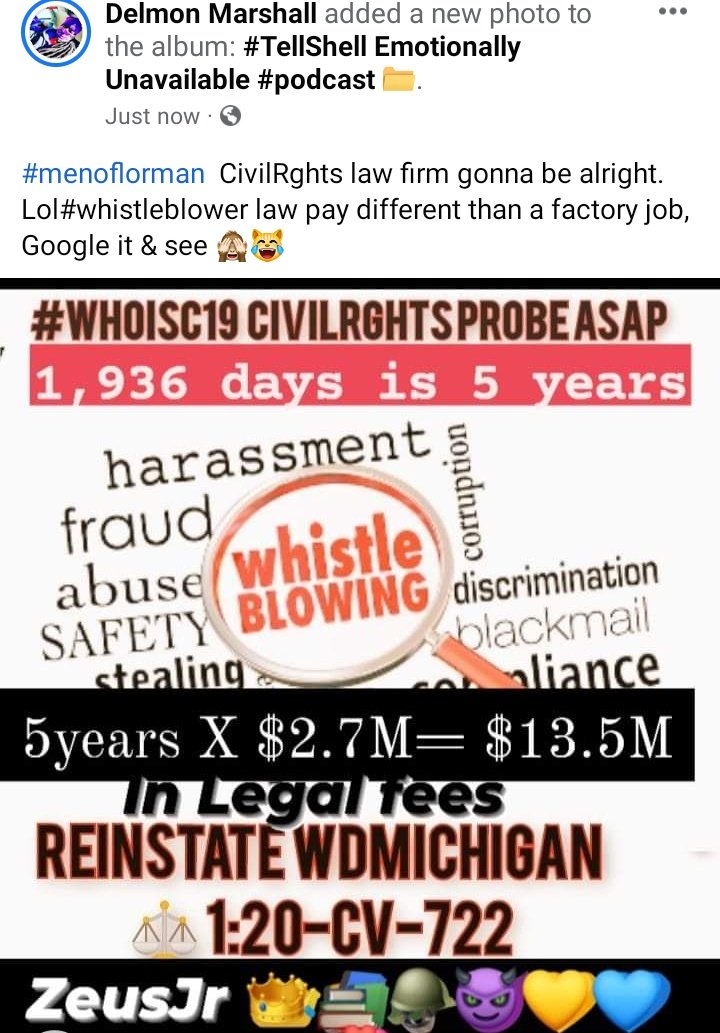 Delmon Marshall added a new photo to
the album: #TellShell Emotionally
Unavailable #podcast 📁.
Just now ·
#menoflorman CivilRghts law firm gonna be alright.
Lol#whistleblower law pay different than a factory job,
Google it & see 🙈😹
#WHOISC19 CIVILRGHTS PROBE ASAP
1,936 days is 5 years
harassment
corruption
fraud
whistle
BLOWING
abuse
discrimination
SAFETY
blackmail
stealing
5years X $2.7M= $13.5M
In Legal fees
REINSTATE WDMICHIGAN
⚖️ 1:20-CV-722
ZeusJr 👑📚🪖😈💛💙